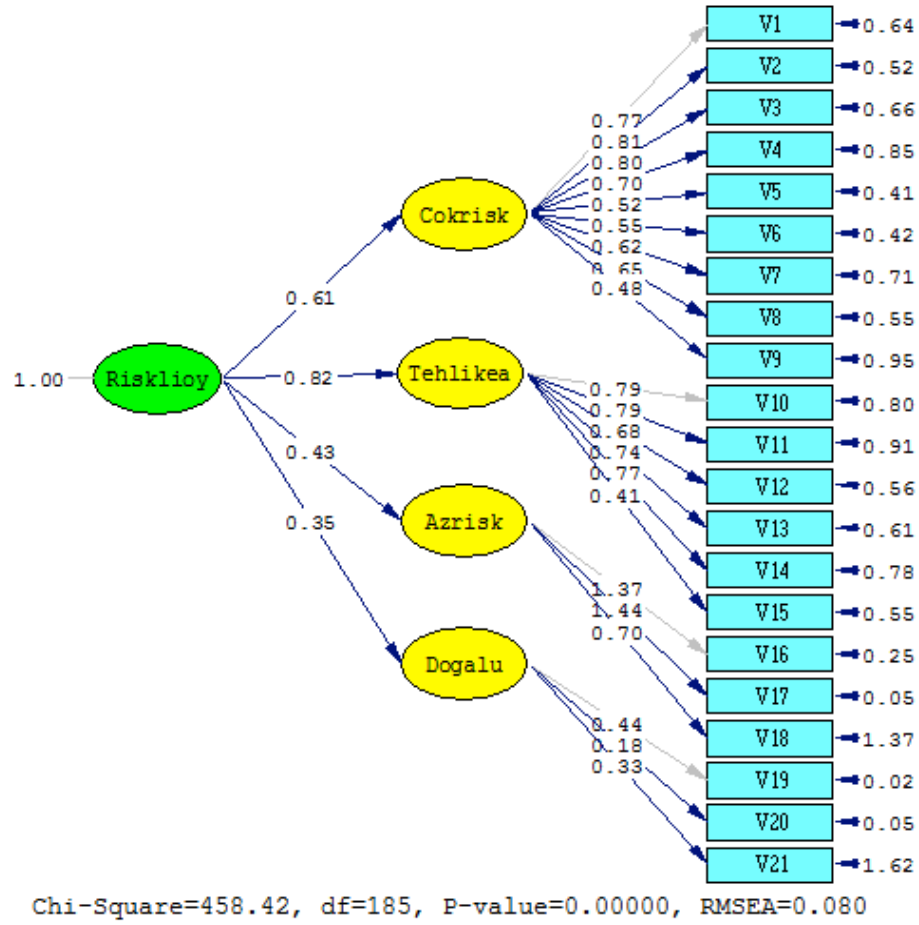 V1 0.64
V2 0.52
V3 0.66
V4 0.85
V5 0.41
V6 0.42
V7 0.71
V8 0.55
V9 0.95
V10 0.80
V11 0.91
V12 0.56
V13 0.61
V14 0.78
V15 0.55
V16 0.25
V17 0.05
V18 1.37
V19 0.02
V20 0.05
V21 1.62
0.77
0.81
0.80
0.70
0.52
0.55
0.62
0.65
0.48
Cokrisk
0.61
1.00 Risklioy
0.82
Tehlikea
0.79
0.79
0.68
0.74
0.77
0.41
0.43
Azrisk
0.35
1.37
1.44
0.70
Dogalu
0.44
0.18
0.33
Chi-Square=458.42, df=185, P-value=0.00000, RMSEA=0.080